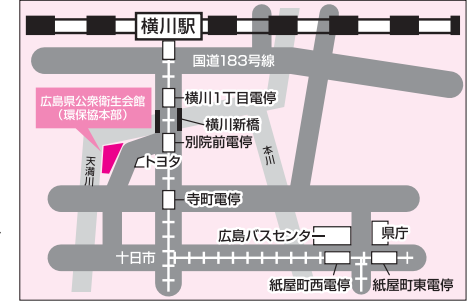 横川駅
国道183号線
広島県公衆衛生会館
（環保協本部）
横川1丁目電停
横川新橋
別院前電停
本川
トヨタ
天満川
寺町電停
広島バスセンター
県庁
十日市
紙屋町西電停
紙屋町東電停